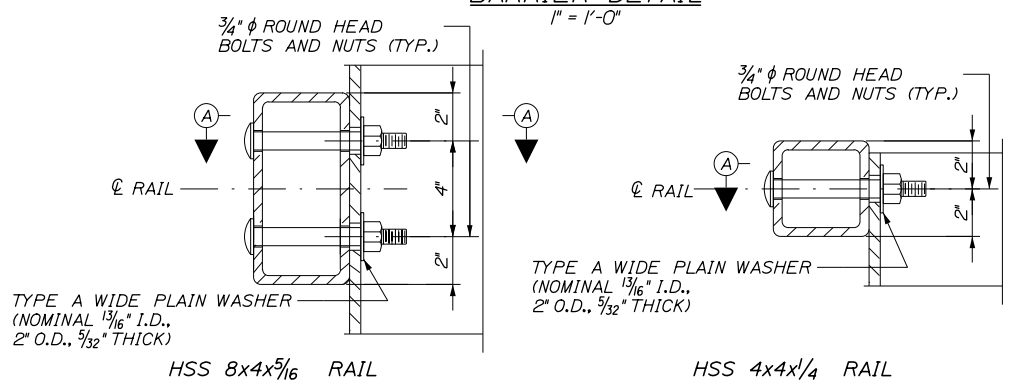 BARRIER DETAIL
1" = 1'-0"
3/4" ϕ ROUND HEAD
BOLTS AND NUTS (TYP.)
A
A
2"
4"
2"
℄ RAIL
TYPE A WIDE PLAIN WASHER
(NOMINAL 13/16" I.D.,
2" O.D., 5/32" THICK)
HSS 8x4x5/16 RAIL
3/4" ϕ ROUND HEAD
BOLTS AND NUTS (TYP.)
A
2"
2"
℄ RAIL
TYPE A WIDE PLAIN WASHER
(NOMINAL 13/16" I.D.,
2" O.D., 5/32" THICK)
HSS 4x4x1/4 RAIL